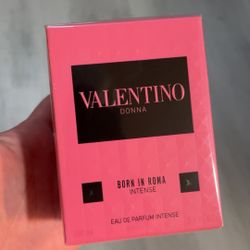 VALENTINO
DONNA
BORN IN ROMA
INTENSE
EAU DE PARFUM INTENSE